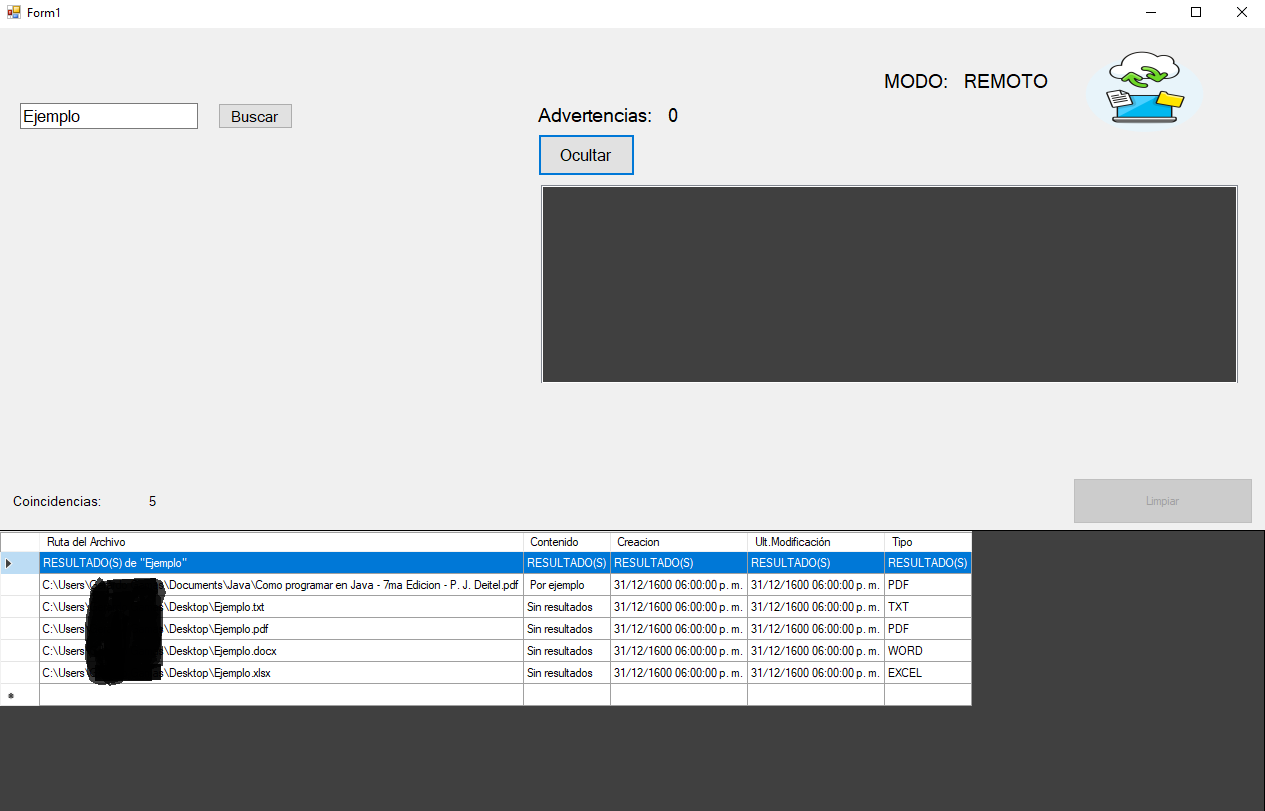 Form1
MODO: REMOTO
Ejemplo Buscar
Advertencias: 0
Ocultar
Coincidencias: 5
Limpiar
Ruta del Archivo Contenido Creacion Ult.Modificación Tipo
RESULTADO(S) de "Ejemplo" RESULTADO(S) RESULTADO(S) RESULTADO(S) RESULTADO(S)
C:\Users\ \Documents\Java\Como programar en Java - 7ma Edicion - P. J. Deitel.pdf Por ejemplo 31/12/1600 06:00:00 p. m. 31/12/1600 06:00:00 p. m. PDF
C:\Users\ \Desktop\Ejemplo.txt Sin resultados 31/12/1600 06:00:00 p. m. 31/12/1600 06:00:00 p. m. TXT
C:\Users\ \Desktop\Ejemplo.pdf Sin resultados 31/12/1600 06:00:00 p. m. 31/12/1600 06:00:00 p. m. PDF
C:\Users\ \Desktop\Ejemplo.docx Sin resultados 31/12/1600 06:00:00 p. m. 31/12/1600 06:00:00 p. m. WORD
C:\Users\ \Desktop\Ejemplo.xlsx Sin resultados 31/12/1600 06:00:00 p. m. 31/12/1600 06:00:00 p. m. EXCEL